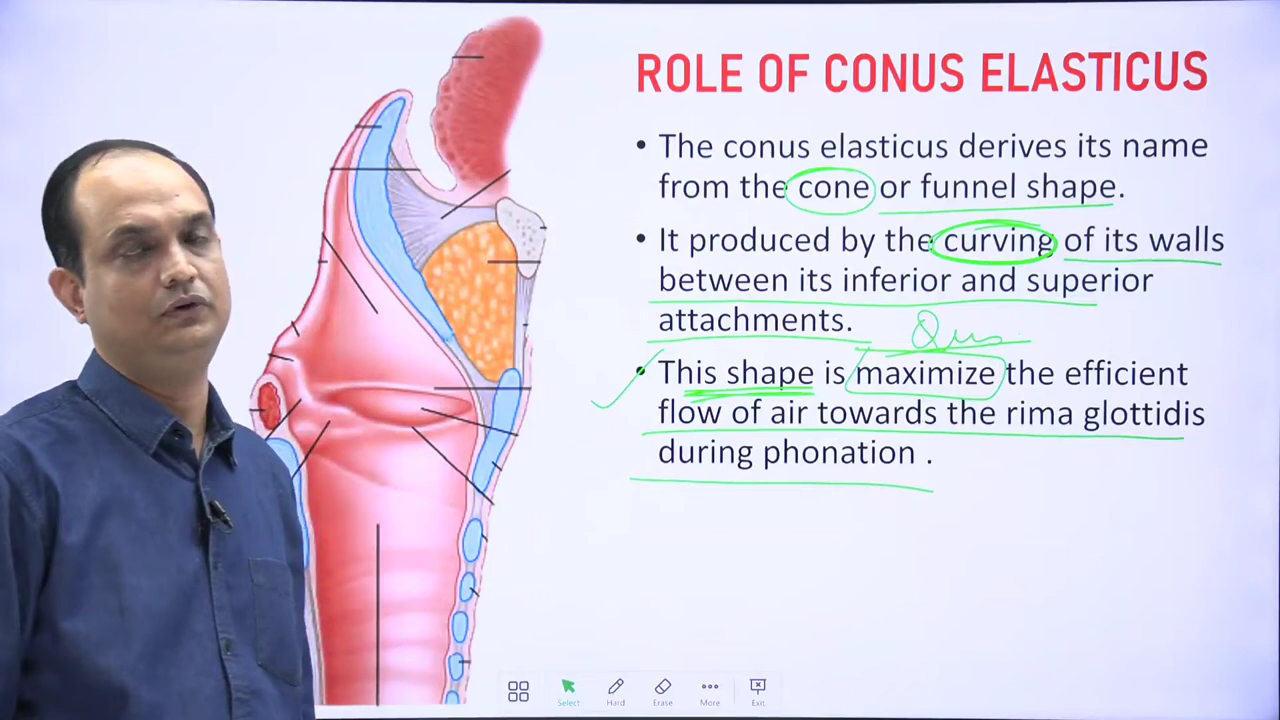 ROLE OF CONUS ELASTICUS
• The conus elasticus derives its name
from the cone or funnel shape.
• It produced by the curving of its walls
between its inferior and superior
attachments.
Ques
• This shape is maximize the efficient
flow of air towards the rima glottidis
during phonation .
Select
Hard
Erase
More
Exit